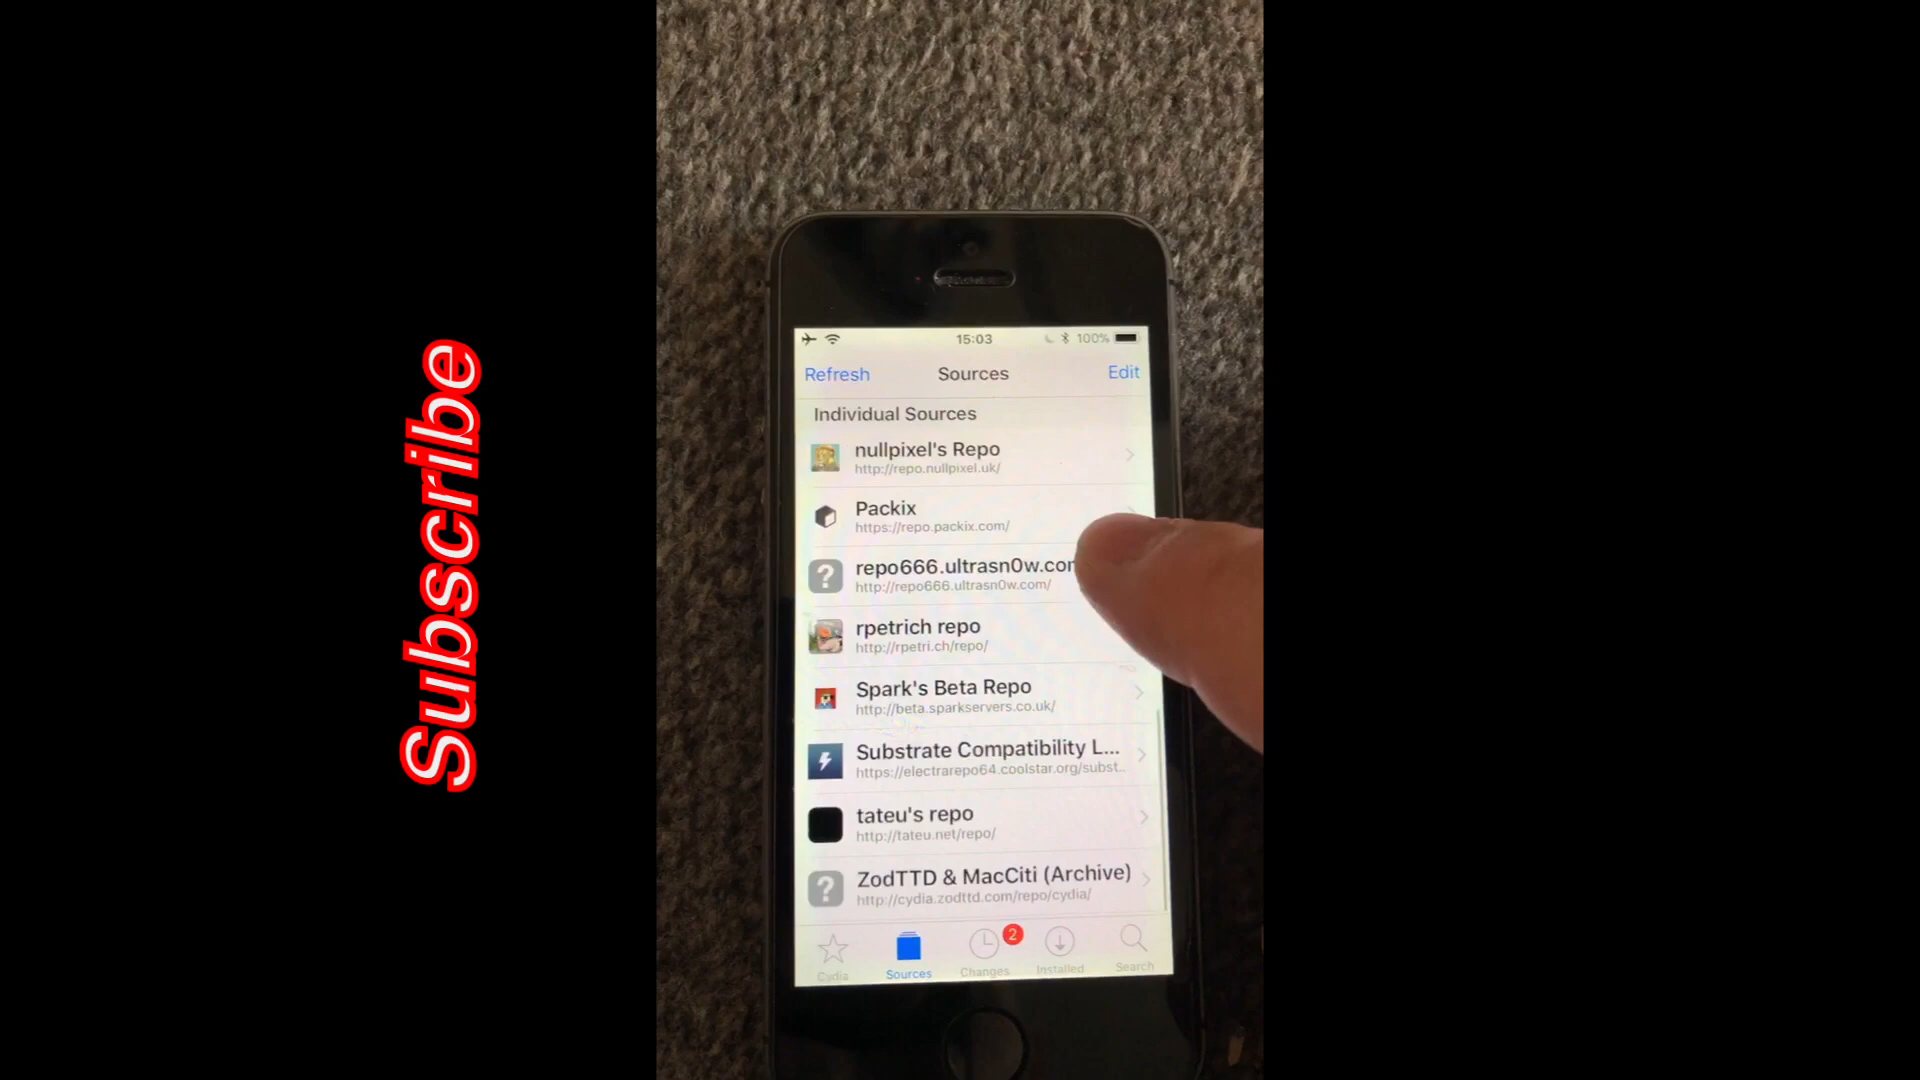 Subscribe
15:03
100%
Refresh
Sources
Edit
Individual Sources
nullpixel's Repo
http://repo.nullpixel.uk/
Packix
https://repo.packix.com/
repo666.ultrasn0w.com
http://repo666.ultrasn0w.com/
rpetrich repo
http://rpetri.ch/repo/
Spark's Beta Repo
http://beta.sparkservers.co.uk/
Substrate Compatibility L...
https://electrarepo64.coolstar.org/subst..
tateu's repo
http://tateu.net/repo/
ZodTTD & MacCiti (Archive)
http://cydia.zodttd.com/repo/cydia/
2
Cydia
Sources
Changes
Installed
Search